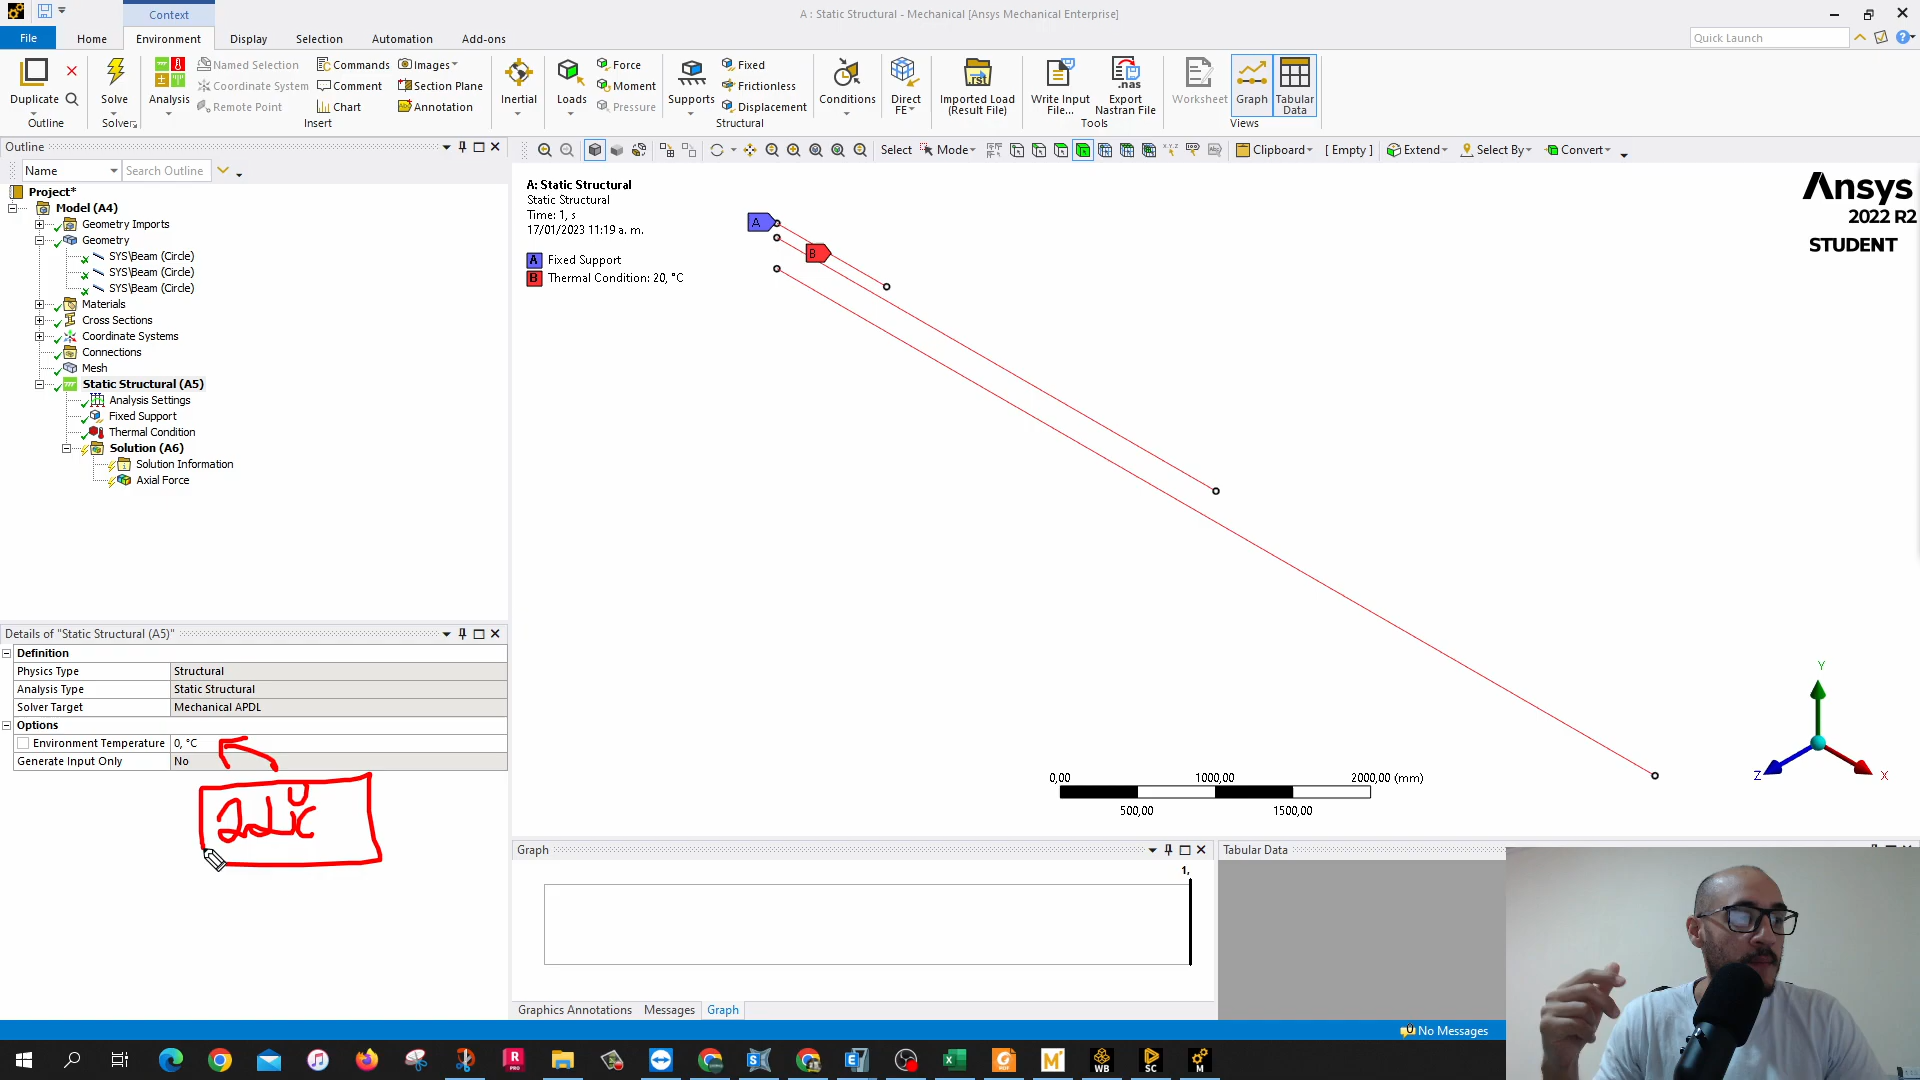 Context
A : Static Structural - Mechanical [Ansys Mechanical Enterprise]
File Home Environment Display Selection Automation Add-ons
Quick Launch
Duplicate
Outline
Solve
Solver
Analysis
Named Selection
Coordinate System
Remote Point
Commands
Comment
Chart
Images
Section Plane
Annotation
Insert
Inertial
Loads
Force
Moment
Pressure
Supports
Fixed
Frictionless
Displacement
Structural
Conditions
Direct
FE
Imported Load
(Result File)
Write Input
File...
Export
Nastran File
Tools
Worksheet
Graph
Tabular
Data
Views
Outline
Name Search Outline
Select Mode Clipboard [ Empty ] Extend Select By Convert
Project*
Model (A4)
Geometry Imports
Geometry
SYS\Beam (Circle)
SYS\Beam (Circle)
SYS\Beam (Circle)
Materials
Cross Sections
Coordinate Systems
Connections
Mesh
Static Structural (A5)
Analysis Settings
Fixed Support
Thermal Condition
Solution (A6)
Solution Information
Axial Force
A: Static Structural
Static Structural
Time: 1, s
17/01/2023 11:19 a. m.
A Fixed Support
B Thermal Condition: 20, °C
A
B
Ansys
2022 R2
STUDENT
Details of "Static Structural (A5)"
Definition
Physics Type Structural
Analysis Type Static Structural
Solver Target Mechanical APDL
Options
Environment Temperature 0, °C
Generate Input Only No
Y
Z
X
0,00 1000,00 2000,00 (mm)
500,00 1500,00
Graph
1,
Tabular Data
Graphics Annotations Messages Graph
No Messages
R
PRO
S
E
X
PDF
M
WB
SC
M